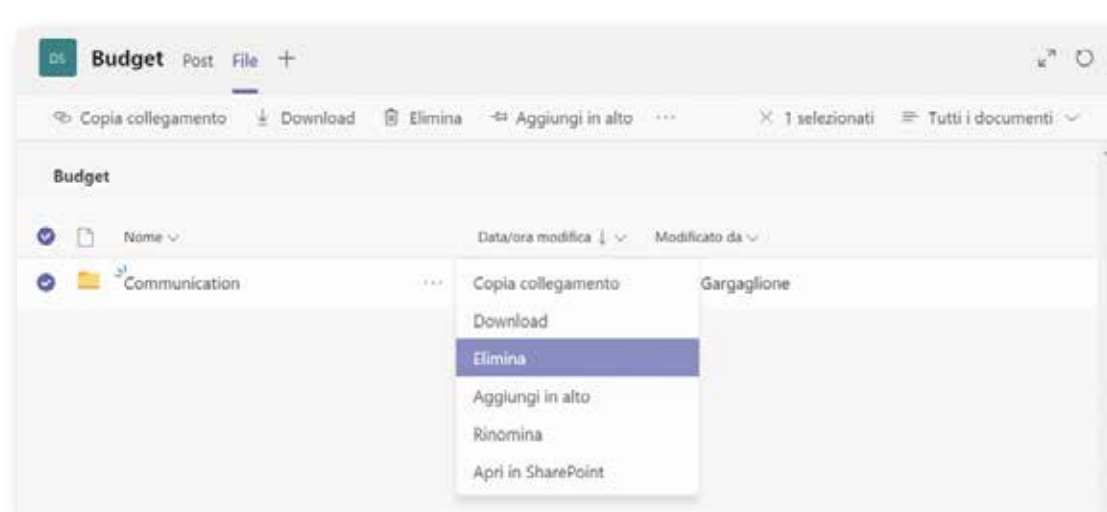 DS Budget Post File
Copia collegamento Download Elimina Aggiungi in alto ... 1 selezionati Tutti i documenti
Budget
Nome Data/ora modifica Modificato da
Communication ... Copia collegamento Gargaglione
Download
Elimina
Aggiungi in alto
Rinomina
Apri in SharePoint